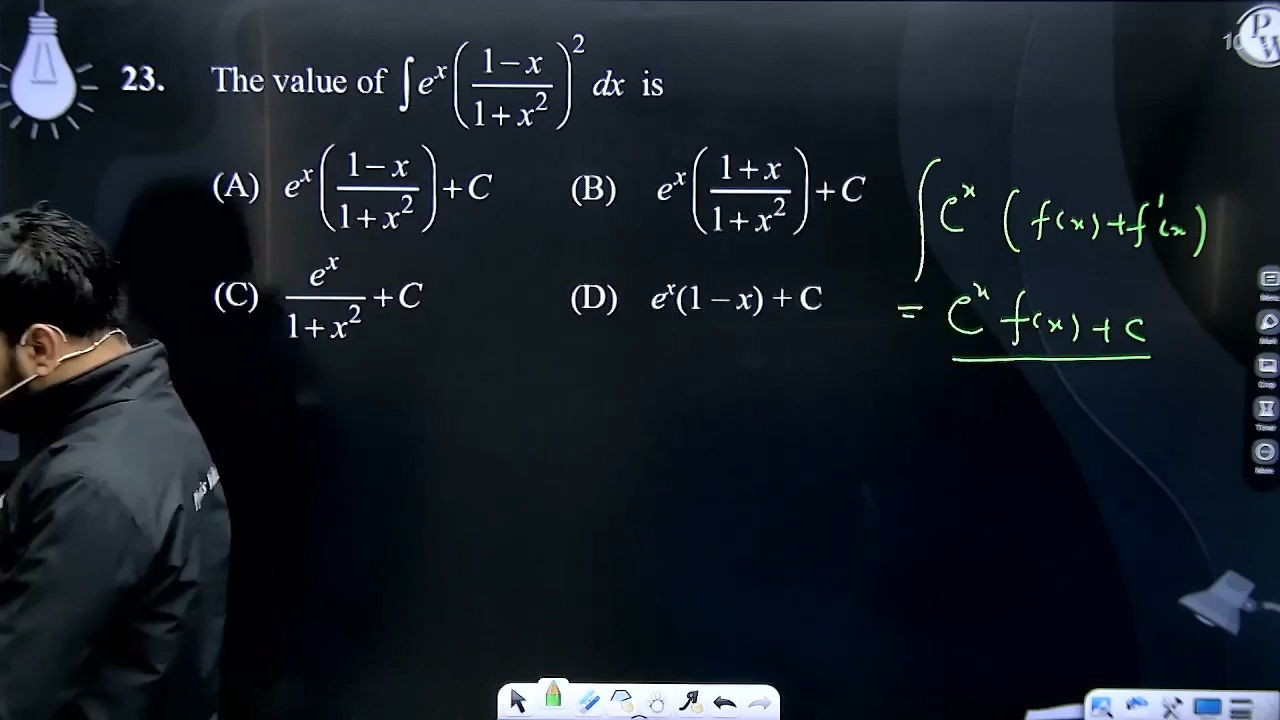 23. The value of ∫e^x((1−x)/(1+x^2))^2 dx is
(A) e^x((1−x)/(1+x^2))+C (B) e^x((1+x)/(1+x^2))+C
(C) e^x/(1+x^2)+C (D) e^x(1−x)+C
∫e^x (f(x)+f'(x)
= e^x f(x)+c
PW